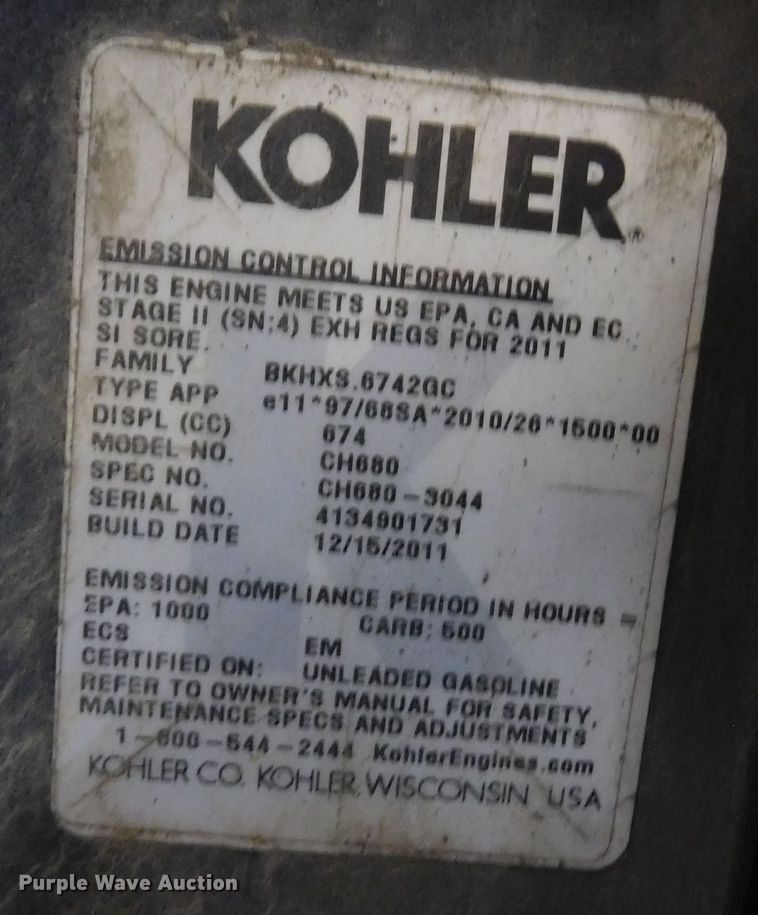 KOHLER®
EMISSION CONTROL INFORMATION
THIS ENGINE MEETS US EPA, CA AND EC
STAGE II (SN:4) EXH REGS FOR 2011
SI SORE.
FAMILY BKHXS.6742GC
TYPE APP e11*97/68SA*2010/26*1500*00
DISPL (CC) 674
MODEL NO. CH680
SPEC NO. CH680-3044
SERIAL NO. 4134901731
BUILD DATE 12/15/2011
EMISSION COMPLIANCE PERIOD IN HOURS =
EPA: 1000 CARB: 500
ECS EM
CERTIFIED ON: UNLEADED GASOLINE
REFER TO OWNER'S MANUAL FOR SAFETY,
MAINTENANCE SPECS AND ADJUSTMENTS
1-800-544-2444 KohlerEngines.com
KOHLER CO. KOHLER, WISCONSIN USA
Purple Wave Auction